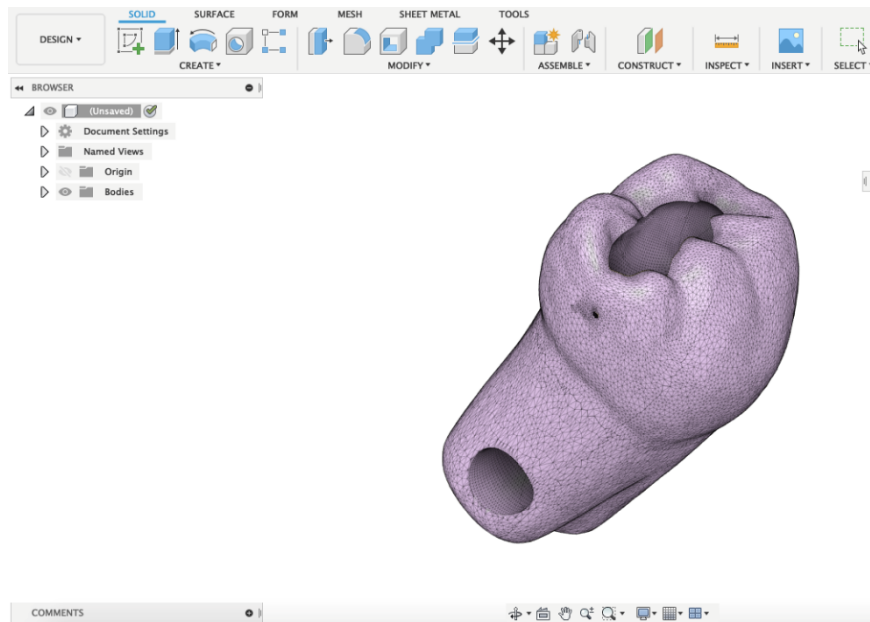 SOLID SURFACE FORM MESH SHEET METAL TOOLS
DESIGN ▾
CREATE ▾ MODIFY ▾ ASSEMBLE ▾ CONSTRUCT ▾ INSPECT ▾ INSERT ▾ SELECT
BROWSER
(Unsaved)
Document Settings
Named Views
Origin
Bodies
COMMENTS